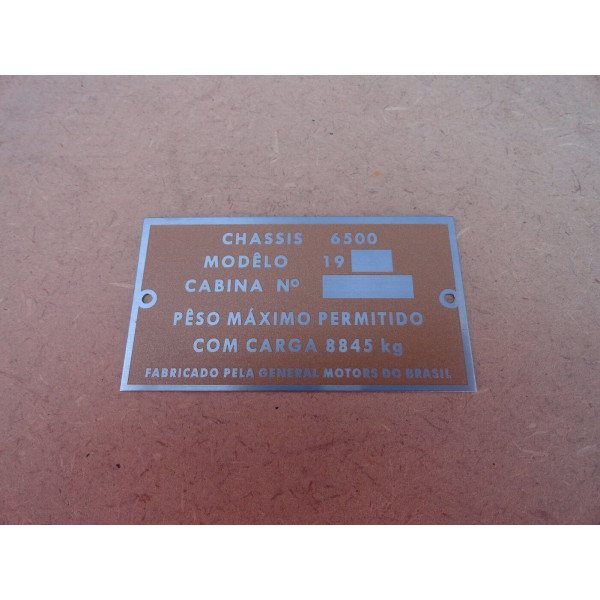 CHASSIS 6500
MODÊLO 19
CABINA Nº
PÊSO MÁXIMO PERMITIDO
COM CARGA 8845 kg
FABRICADO PELA GENERAL MOTORS DO BRASIL